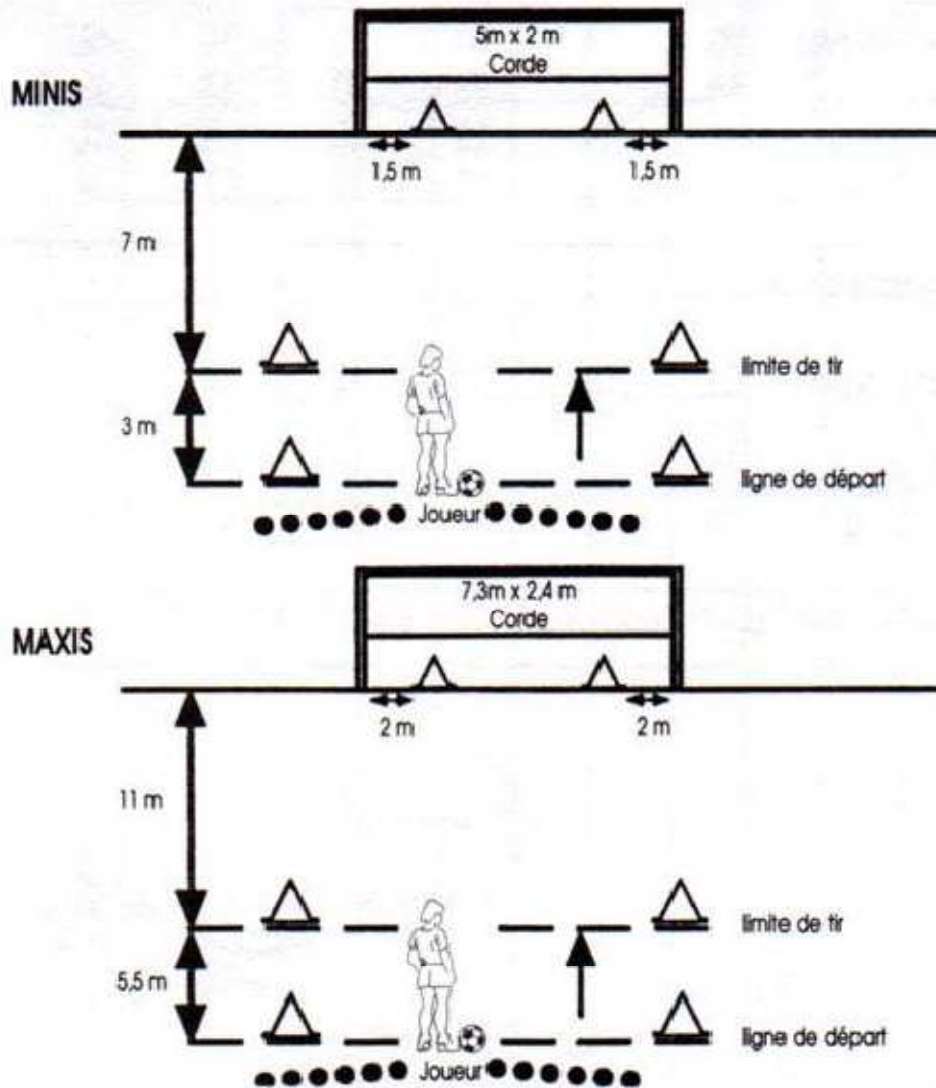 5m x 2 m
Corde
MINIS
1,5 m
1,5 m
7 m
limite de tir
3 m
ligne de départ
Joueur
7,3m x 2,4 m
Corde
MAXIS
2 m
2 m
11 m
limite de tir
5,5 m
ligne de départ
Joueur